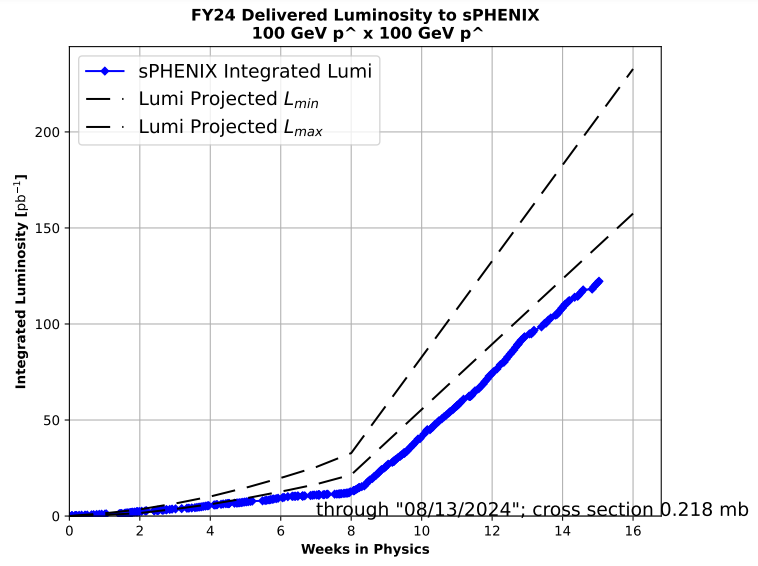 FY24 Delivered Luminosity to sPHENIX
100 GeV p^ x 100 GeV p^
sPHENIX Integrated Lumi
Lumi Projected L_min
Lumi Projected L_max
Integrated Luminosity [pb⁻¹]
200
150
100
50
0
through "08/13/2024"; cross section 0.218 mb
0 2 4 6 8 10 12 14 16
Weeks in Physics